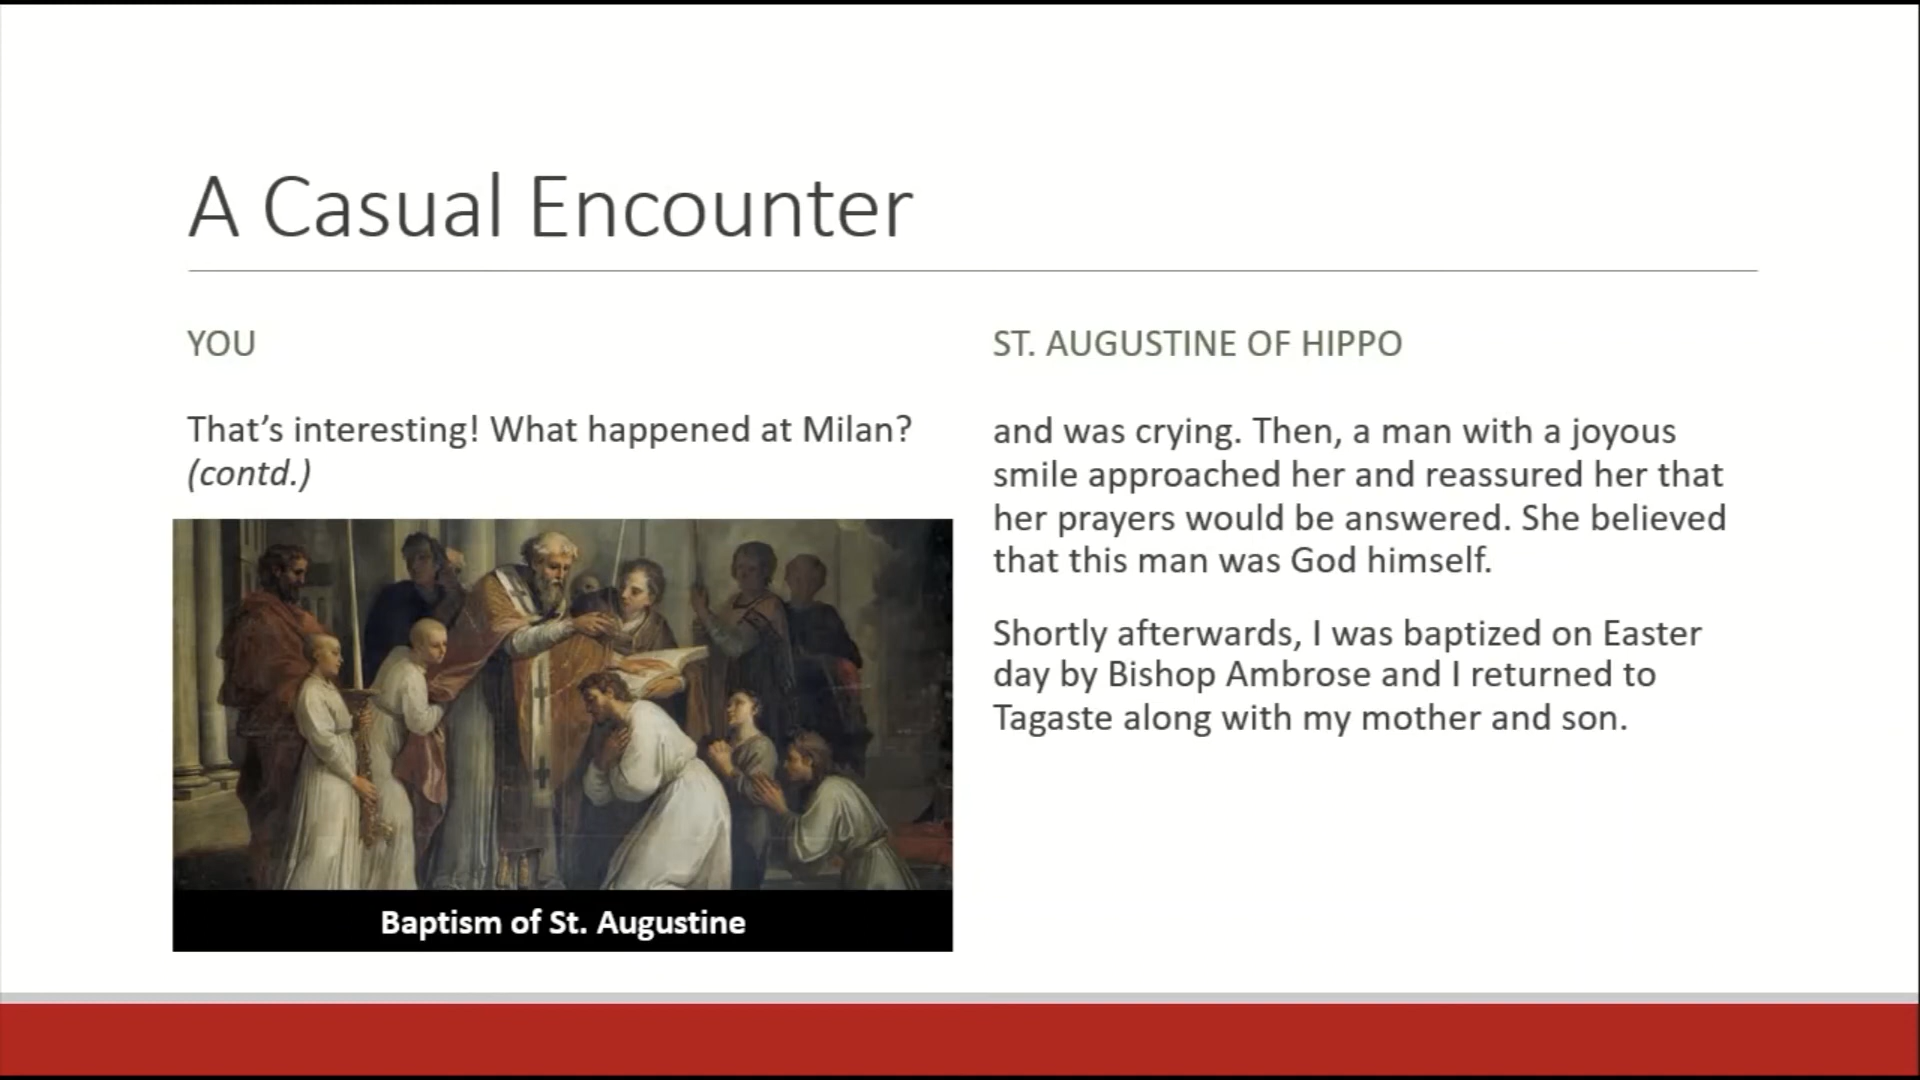 A Casual Encounter
YOU
That’s interesting! What happened at Milan?
(contd.)
Baptism of St. Augustine
ST. AUGUSTINE OF HIPPO
and was crying. Then, a man with a joyous
smile approached her and reassured her that
her prayers would be answered. She believed
that this man was God himself.
Shortly afterwards, I was baptized on Easter
day by Bishop Ambrose and I returned to
Tagaste along with my mother and son.